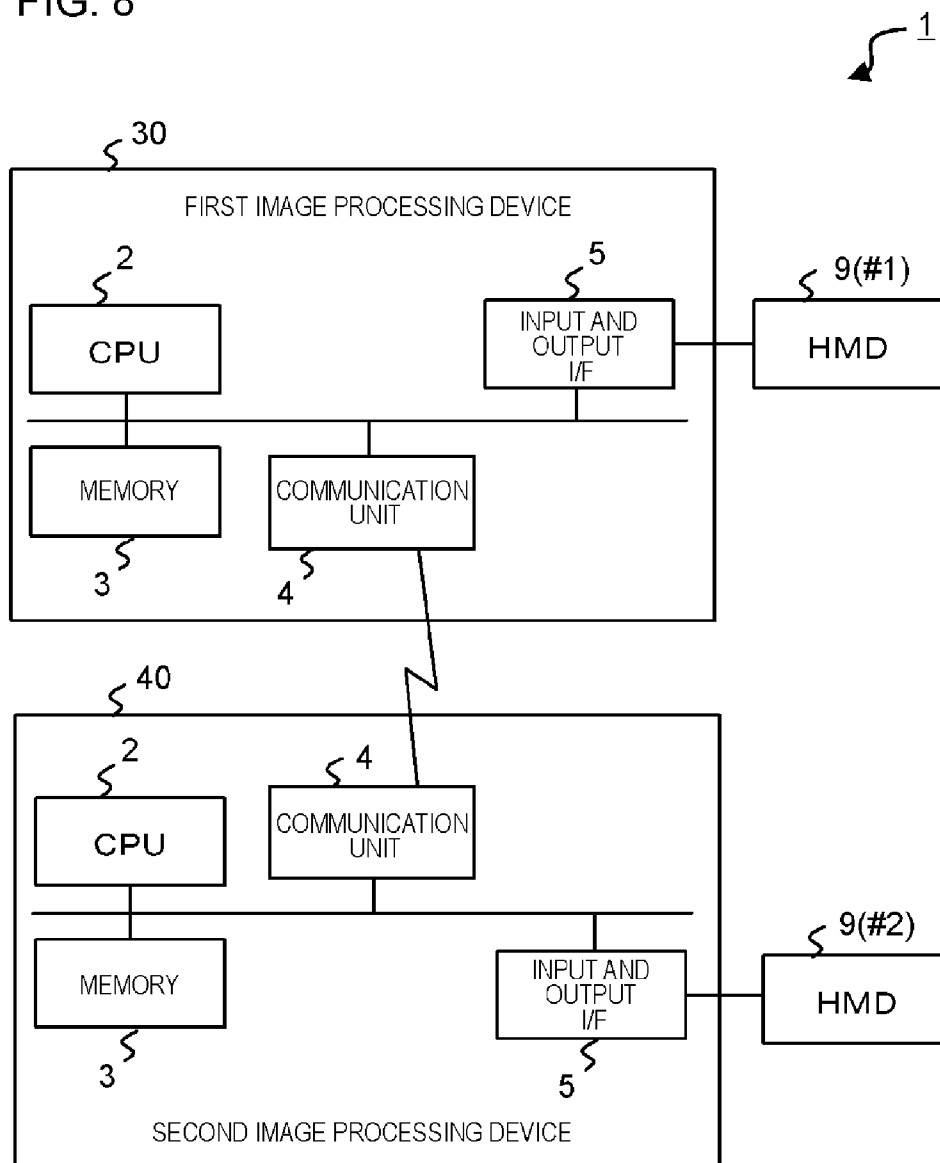 FIG. 8
1
30
FIRST IMAGE PROCESSING DEVICE
2
CPU
5
INPUT AND
OUTPUT
I/F
9(#1)
HMD
MEMORY
3
COMMUNICATION
UNIT
4
40
2
CPU
4
COMMUNICATION
UNIT
MEMORY
3
INPUT AND
OUTPUT
I/F
5
9(#2)
HMD
SECOND IMAGE PROCESSING DEVICE